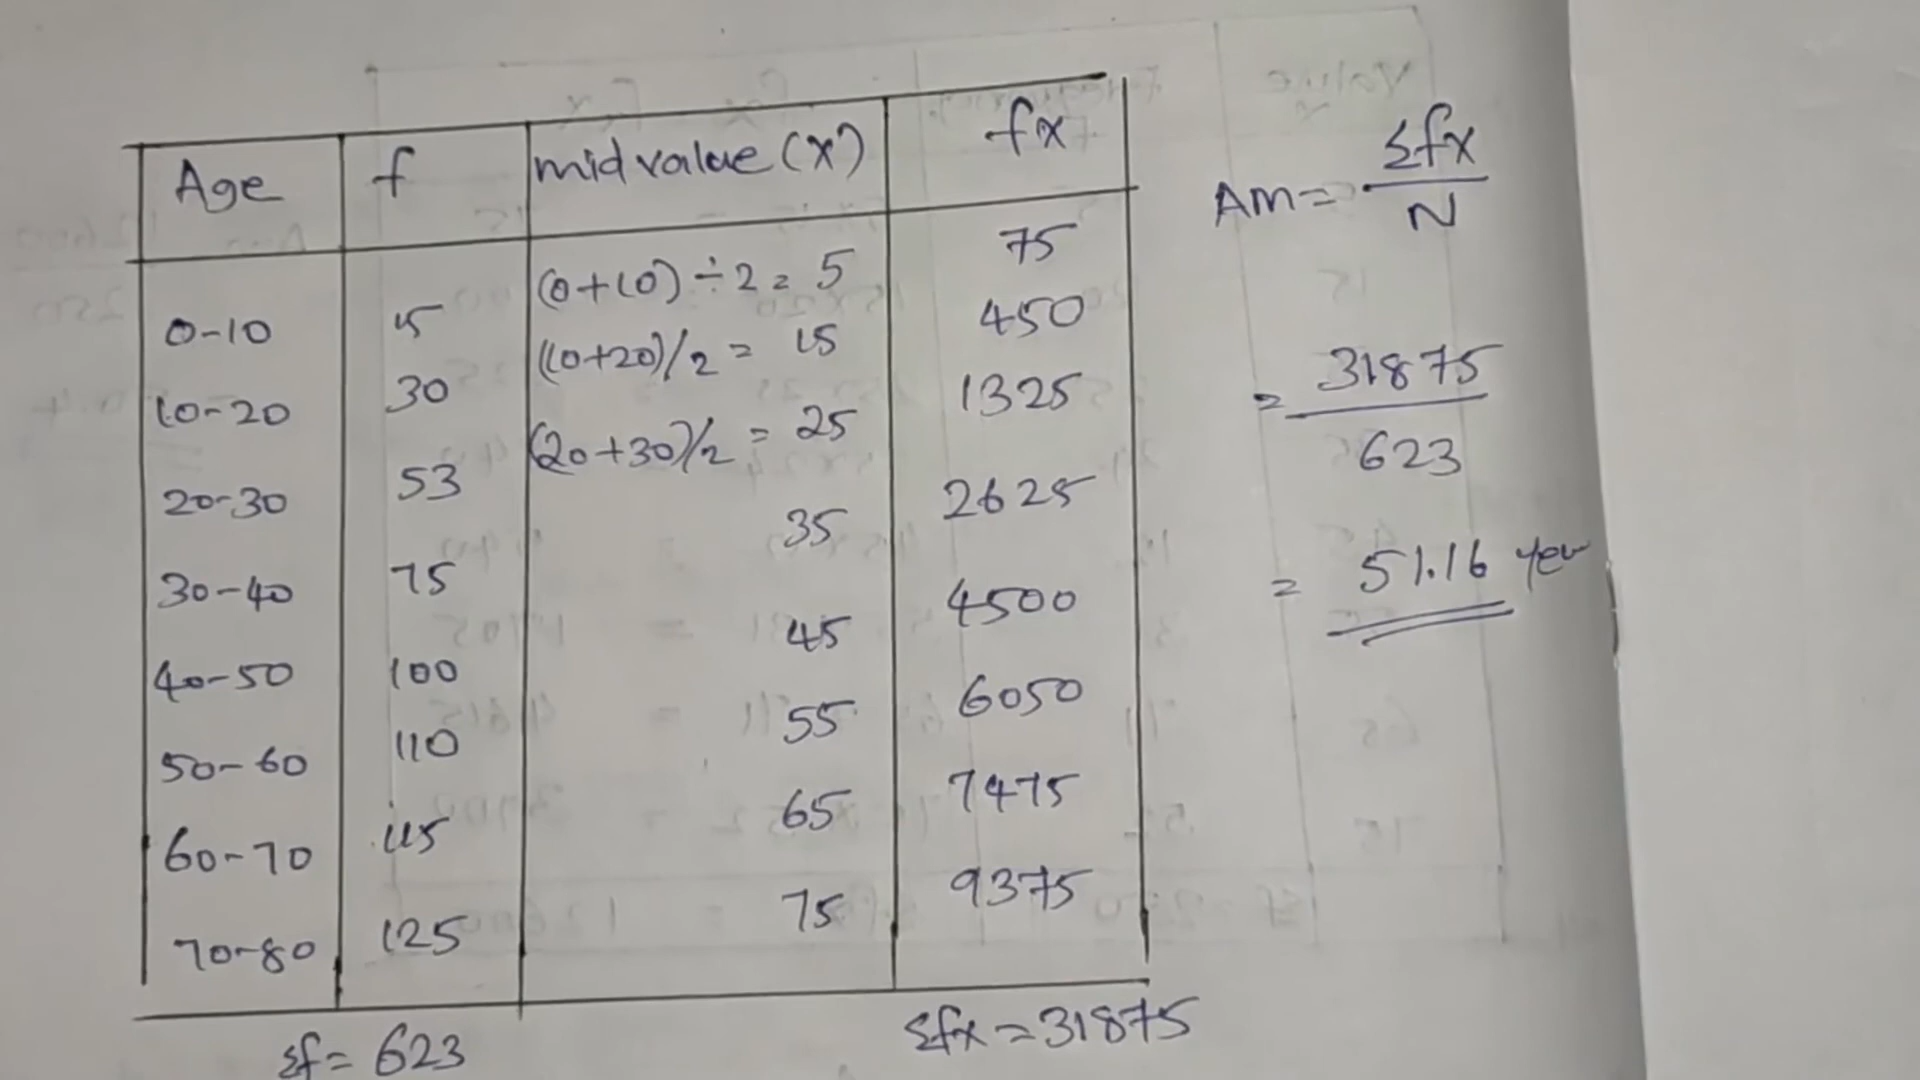 Age f mid value (x) fx
0-10 15 (0+10) ÷ 2 = 5 75
10-20 30 (10+20)/2 = 15 450
20-30 53 (20+30)/2 = 25 1325
30-40 75 35 2625
40-50 100 45 4500
50-60 110 55 6050
60-70 115 65 7475
70-80 125 75 9375
Σf = 623 Σfx = 31875
AM = Σfx
N
= 31875
623
= 51.16